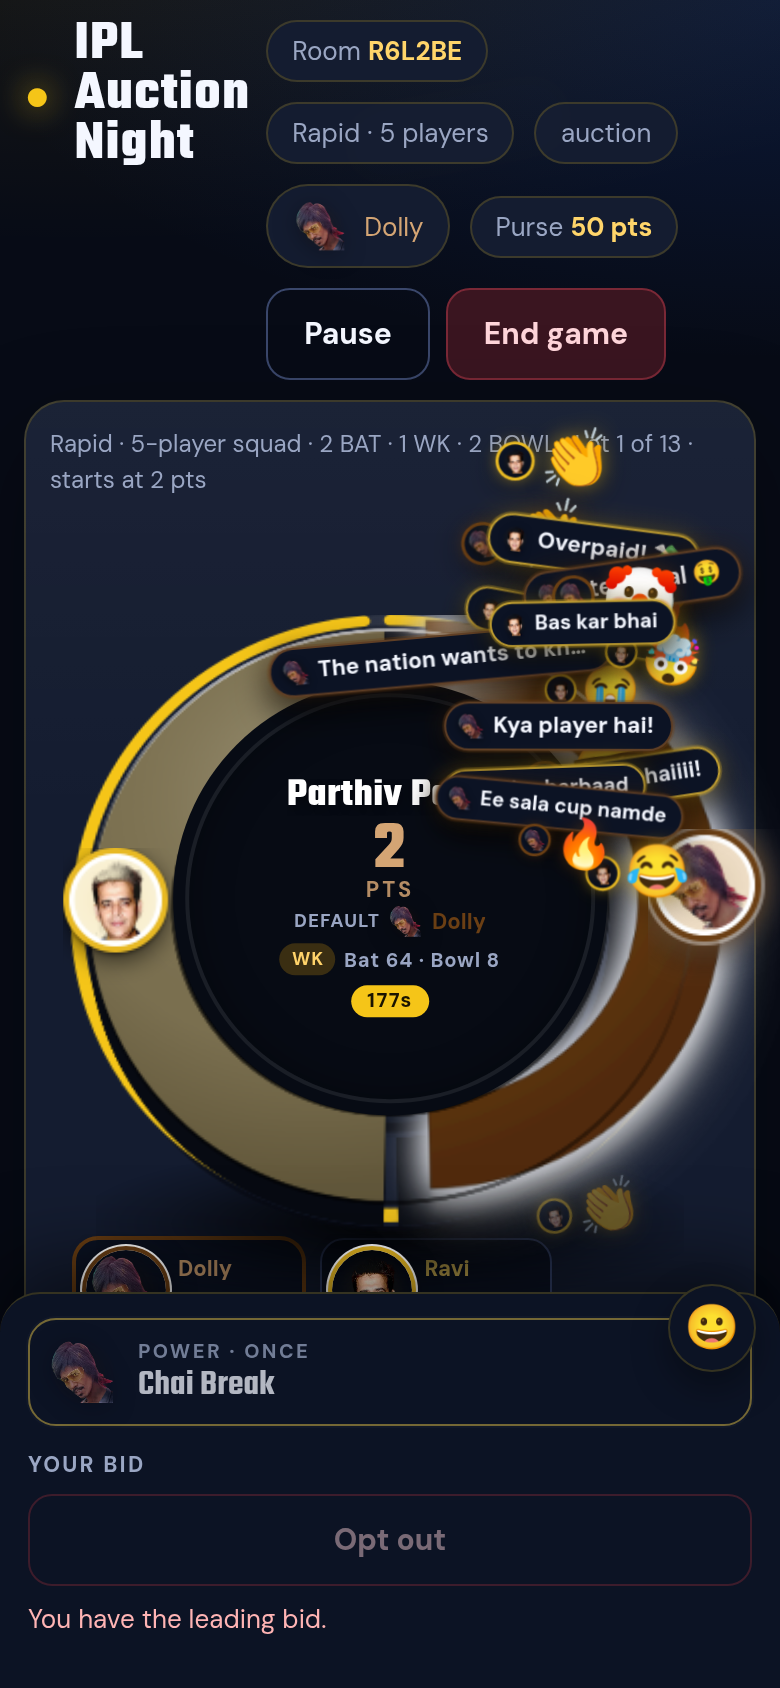 IPL
Auction
Night
Room R6L2BE
Rapid · 5 players
auction
Dolly
Purse 50 pts
Pause
End game
Rapid · 5-player squad · 2 BAT · 1 WK · 2 BOWL 1 of 13 ·
starts at 2 pts
Overpaid!
Bas kar bhai
The nation wants to kn...
Kya player hai!
haiiii!
Ee sala cup namde
Parthiv
2
PTS
DEFAULT Dolly
WK Bat 64 · Bowl 8
177s
Dolly
Ravi
POWER · ONCE
Chai Break
YOUR BID
Opt out
You have the leading bid.